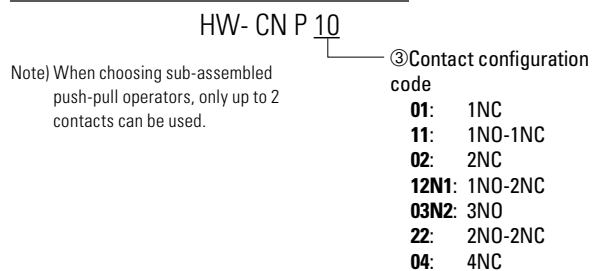 HW- CN P 10
③Contact configuration
code
Note) When choosing sub-assembled
push-pull operators, only up to 2
contacts can be used.
01: 1NC
11: 1NO-1NC
02: 2NC
12N1: 1NO-2NC
03N2: 3NO
22: 2NO-2NC
04: 4NC